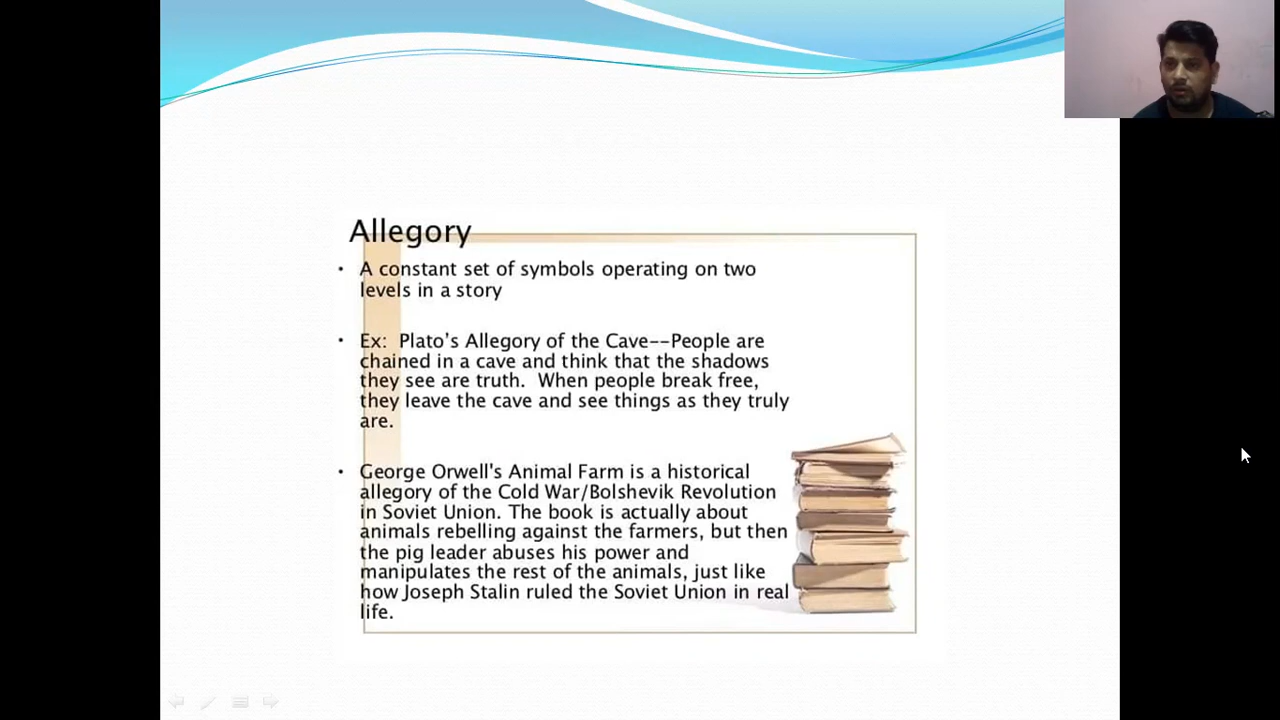 Allegory
• A constant set of symbols operating on two
levels in a story
• Ex: Plato's Allegory of the Cave--People are
chained in a cave and think that the shadows
they see are truth. When people break free,
they leave the cave and see things as they truly
are.
• George Orwell's Animal Farm is a historical
allegory of the Cold War/Bolshevik Revolution
in Soviet Union. The book is actually about
animals rebelling against the farmers, but then
the pig leader abuses his power and
manipulates the rest of the animals, just like
how Joseph Stalin ruled the Soviet Union in real
life.